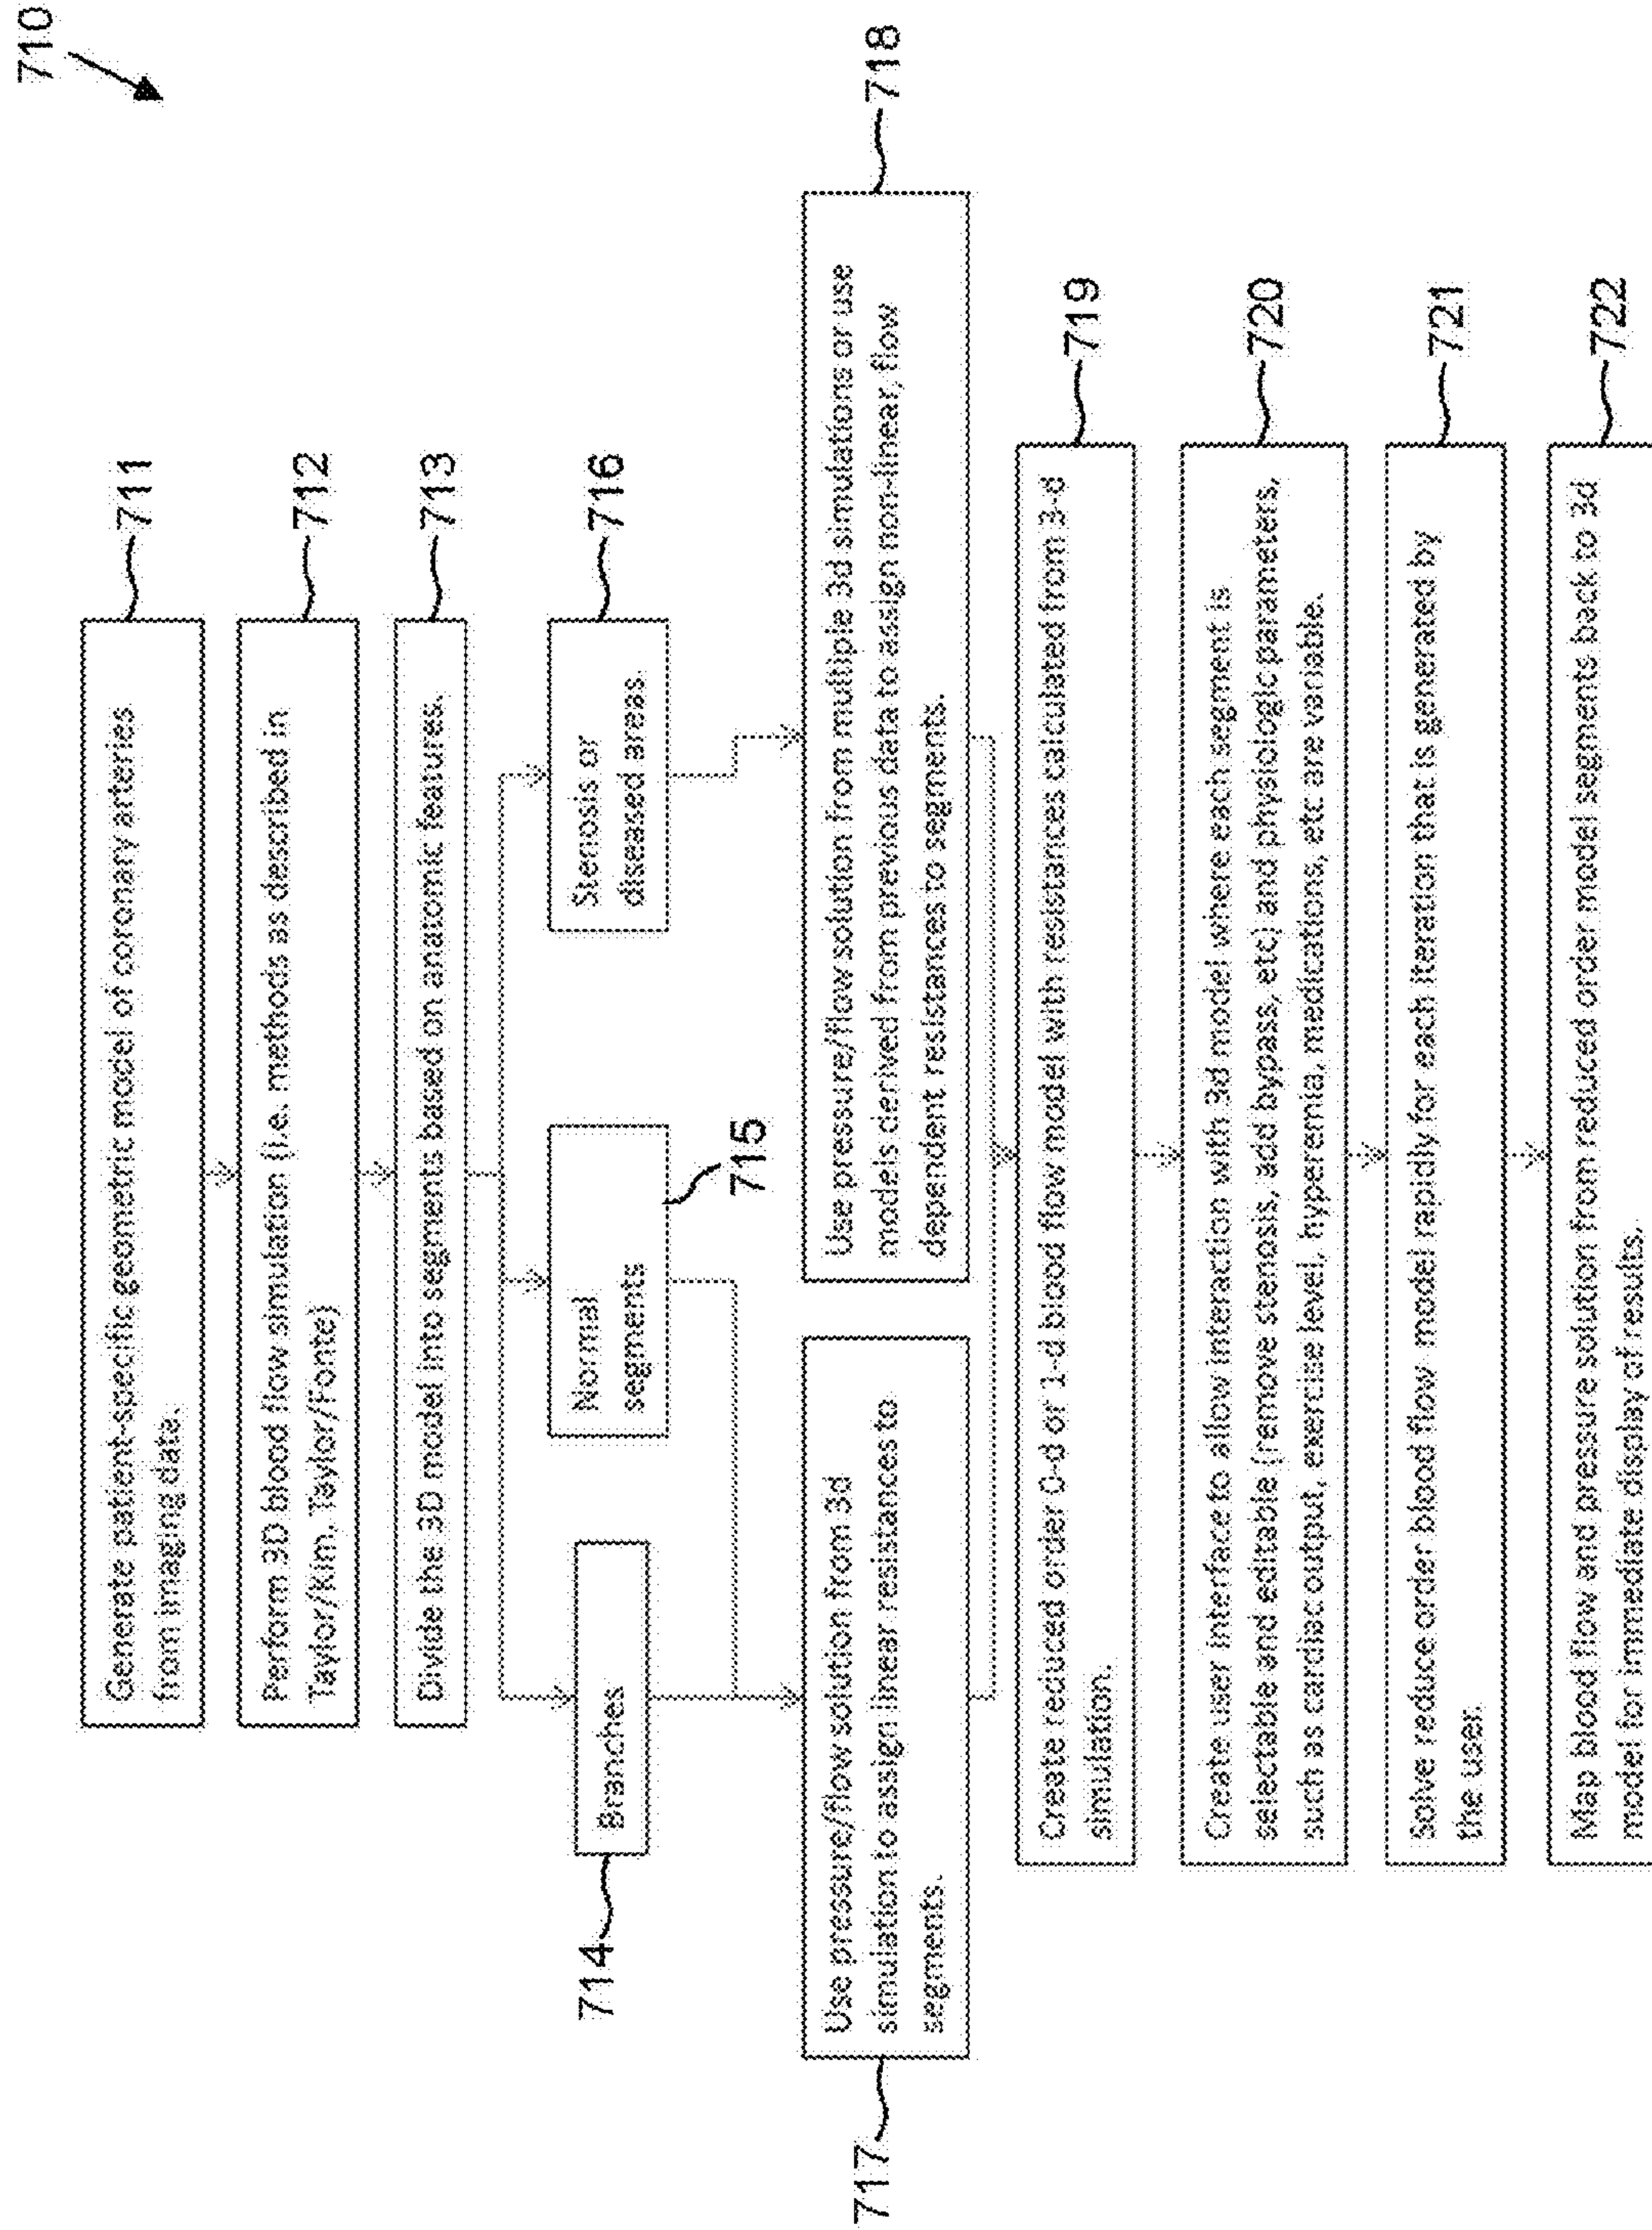 710
Generate patient-specific geometric model of coronary arteries
from imaging data.
711
Perform 3D blood flow simulation (i.e. methods as described in
Taylor/Kim, Taylor/Fonte)
712
Divide the 3D model into segments based on anatomic features.
713
714
Branches
Normal
segments
715
Stenosis or
diseased areas.
716
717
Use pressure/flow solution from 3d
simulation to assign linear resistances to
segments.
Use pressure/flow solution from multiple 3d simulations or use
models derived from previous data to assign non-linear, flow
dependent resistances to segments.
718
Create reduced order 0-d or 1-d blood flow model with resistances calculated from 3-d
simulation.
719
Create user interface to allow interaction with 3d model where each segment is
selectable and editable (remove stenosis, add bypass, etc) and physiologic parameters,
such as cardiac output, exercise level, hyperemia, medications, etc are variable.
720
Solve reduce order blood flow model rapidly for each iteration that is generated by
the user.
721
Map blood flow and pressure solution from reduced order model segments back to 3d
model for immediate display of results.
722